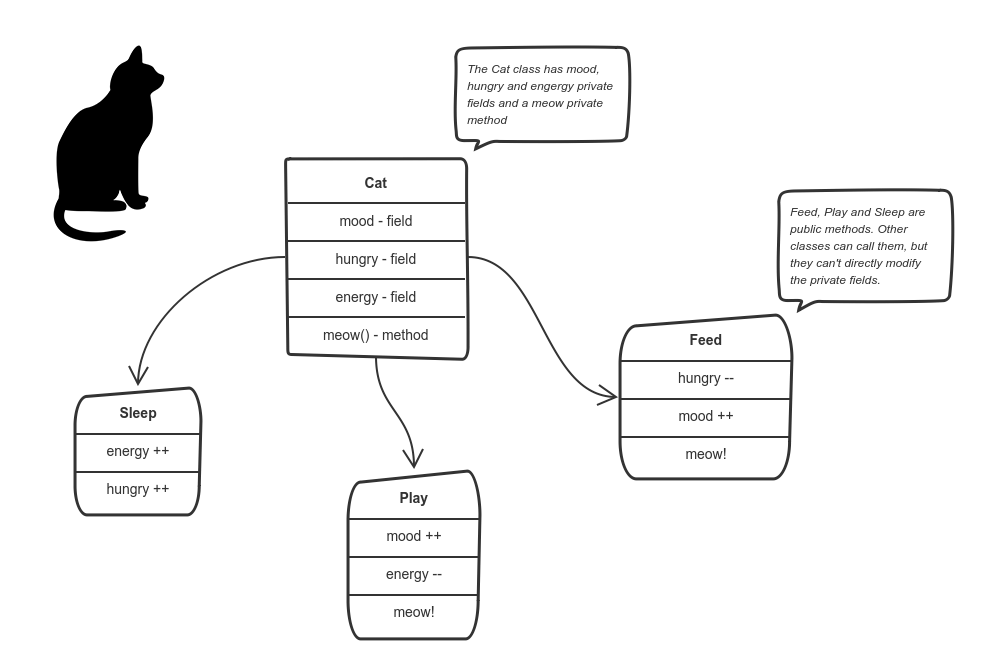 The Cat class has mood,
hungry and engergy private
fields and a meow private
method
Cat
mood - field
hungry - field
energy - field
meow() - method
Feed, Play and Sleep are
public methods. Other
classes can call them, but
they can't directly modify
the private fields.
Feed
hungry --
mood ++
meow!
Sleep
energy ++
hungry ++
Play
mood ++
energy --
meow!